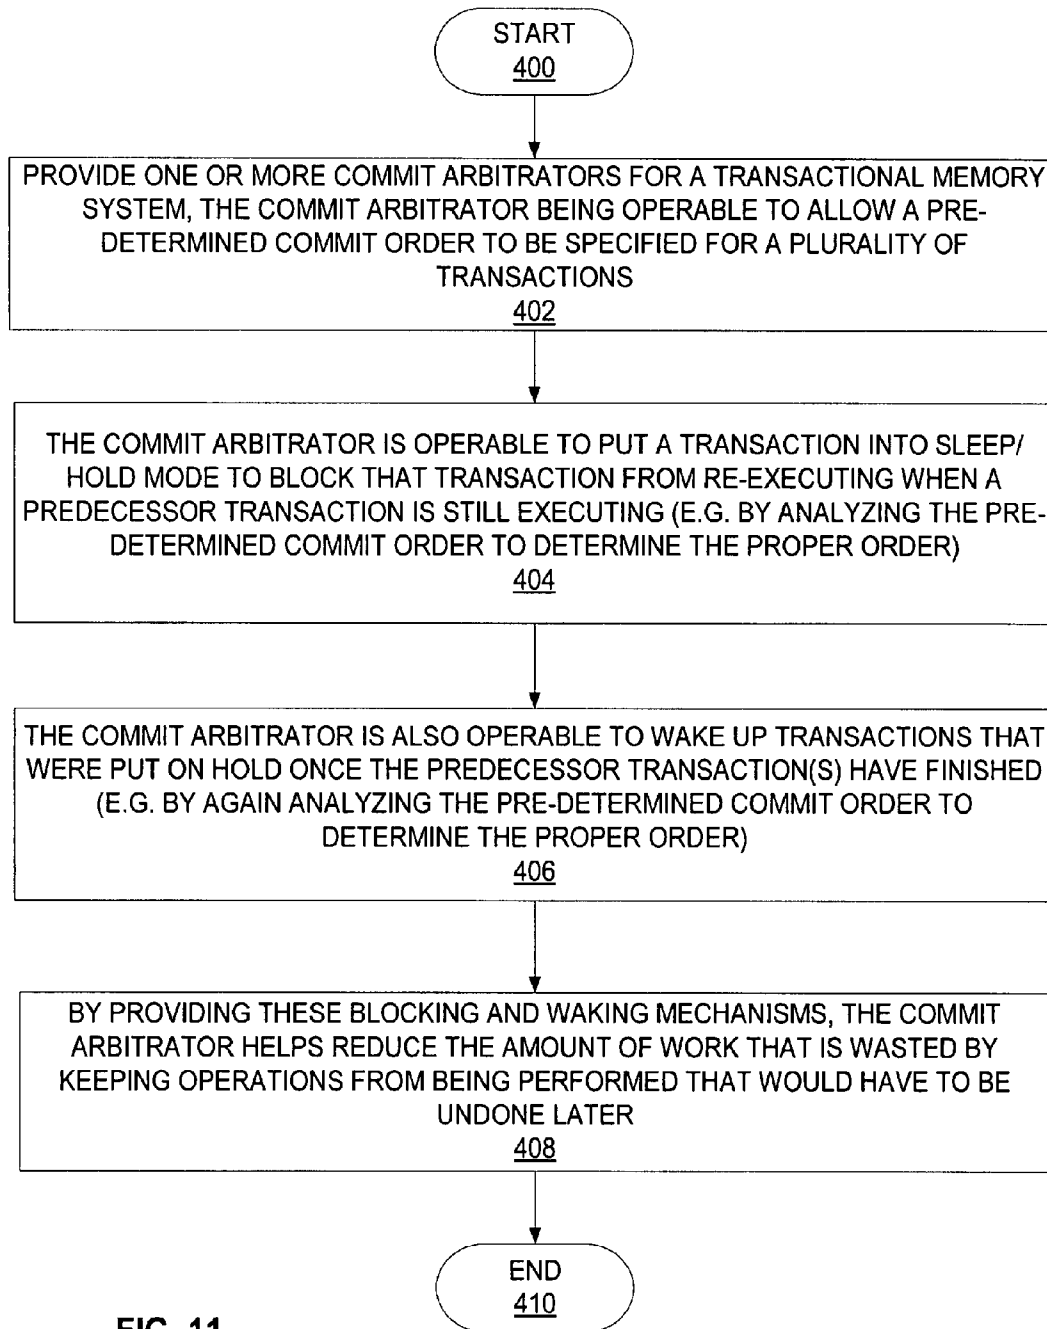 START
400
PROVIDE ONE OR MORE COMMIT ARBITRATORS FOR A TRANSACTIONAL MEMORY
SYSTEM, THE COMMIT ARBITRATOR BEING OPERABLE TO ALLOW A PRE-
DETERMINED COMMIT ORDER TO BE SPECIFIED FOR A PLURALITY OF
TRANSACTIONS
402
THE COMMIT ARBITRATOR IS OPERABLE TO PUT A TRANSACTION INTO SLEEP/
HOLD MODE TO BLOCK THAT TRANSACTION FROM RE-EXECUTING WHEN A
PREDECESSOR TRANSACTION IS STILL EXECUTING (E.G. BY ANALYZING THE PRE-
DETERMINED COMMIT ORDER TO DETERMINE THE PROPER ORDER)
404
THE COMMIT ARBITRATOR IS ALSO OPERABLE TO WAKE UP TRANSACTIONS THAT
WERE PUT ON HOLD ONCE THE PREDECESSOR TRANSACTION(S) HAVE FINISHED
(E.G. BY AGAIN ANALYZING THE PRE-DETERMINED COMMIT ORDER TO
DETERMINE THE PROPER ORDER)
406
BY PROVIDING THESE BLOCKING AND WAKING MECHANISMS, THE COMMIT
ARBITRATOR HELPS REDUCE THE AMOUNT OF WORK THAT IS WASTED BY
KEEPING OPERATIONS FROM BEING PERFORMED THAT WOULD HAVE TO BE
UNDONE LATER
408
END
410
FIG. 11